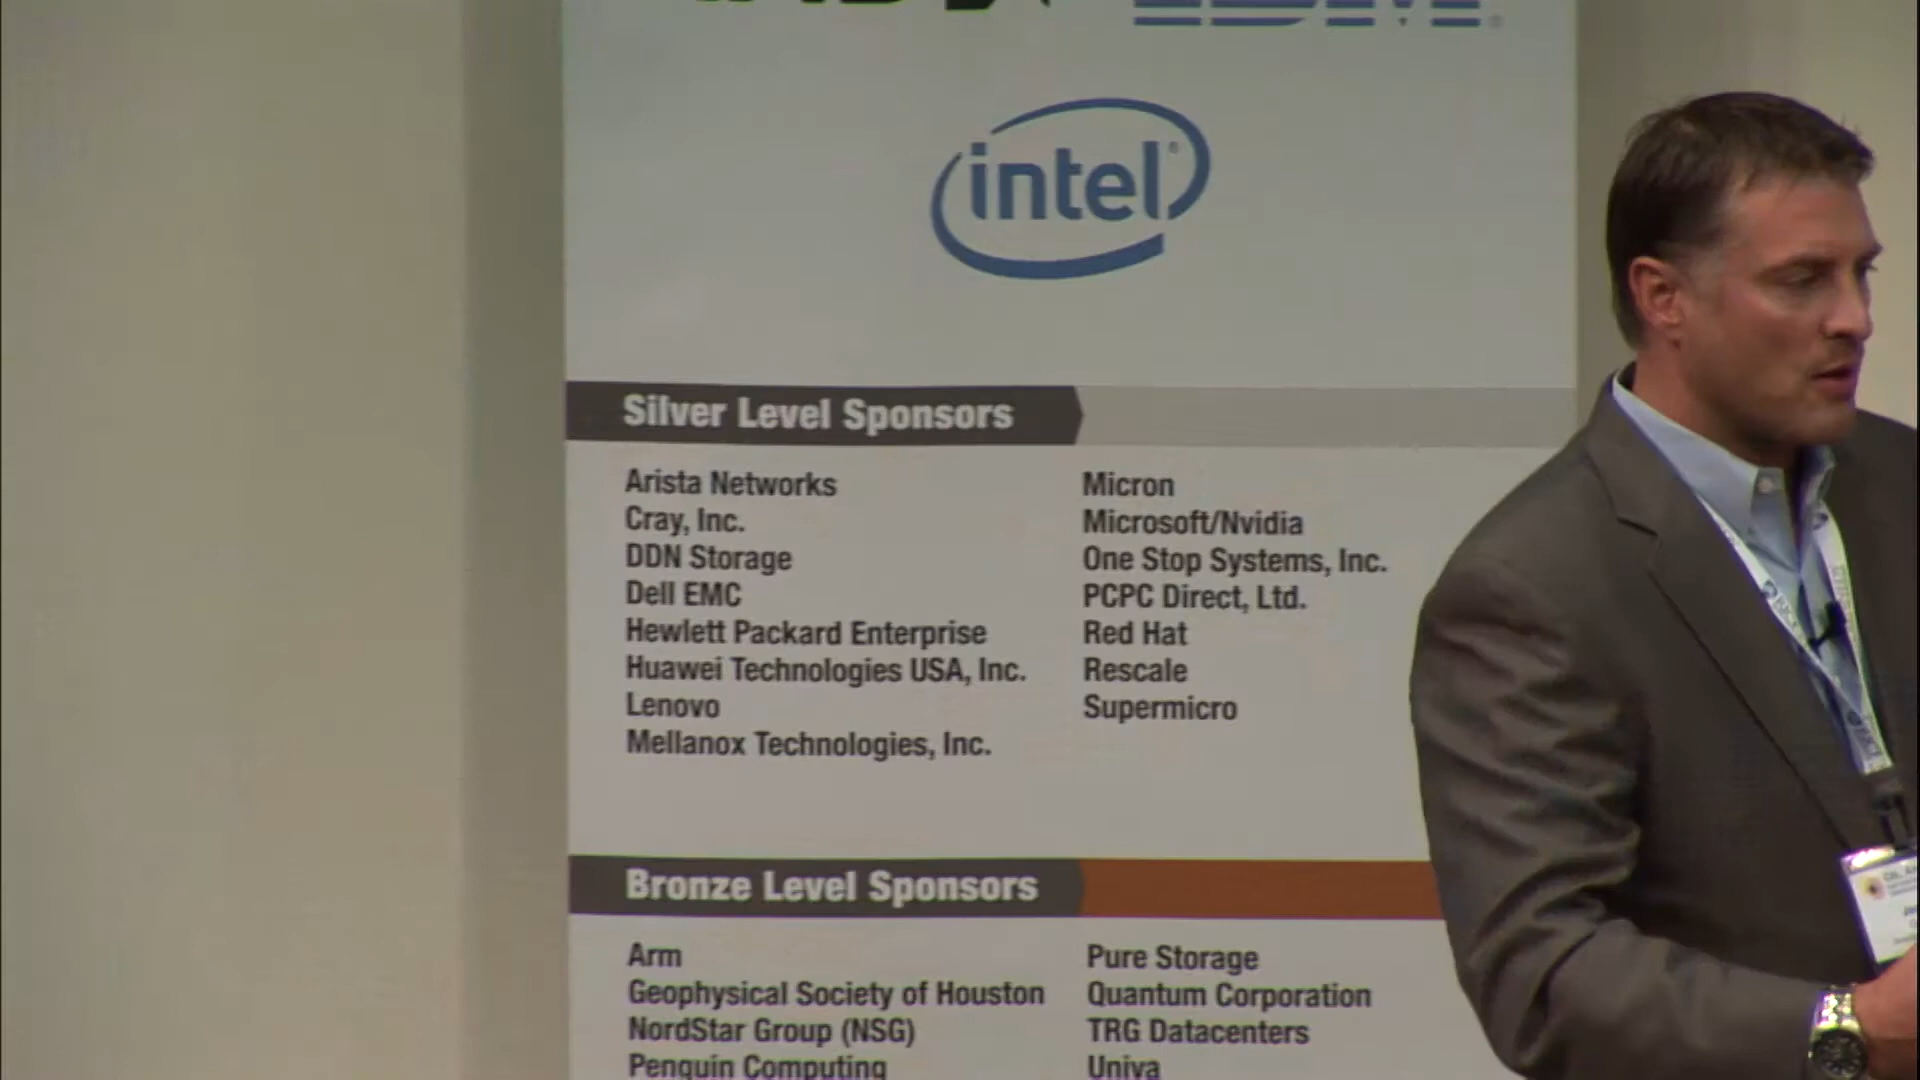 IBM
intel
Silver Level Sponsors
Arista Networks
Cray, Inc.
DDN Storage
Dell EMC
Hewlett Packard Enterprise
Huawei Technologies USA, Inc.
Lenovo
Mellanox Technologies, Inc.
Micron
Microsoft/Nvidia
One Stop Systems, Inc.
PCPC Direct, Ltd.
Red Hat
Rescale
Supermicro
Bronze Level Sponsors
Arm
Geophysical Society of Houston
NordStar Group (NSG)
Penguin Computing
Pure Storage
Quantum Corporation
TRG Datacenters
Univa